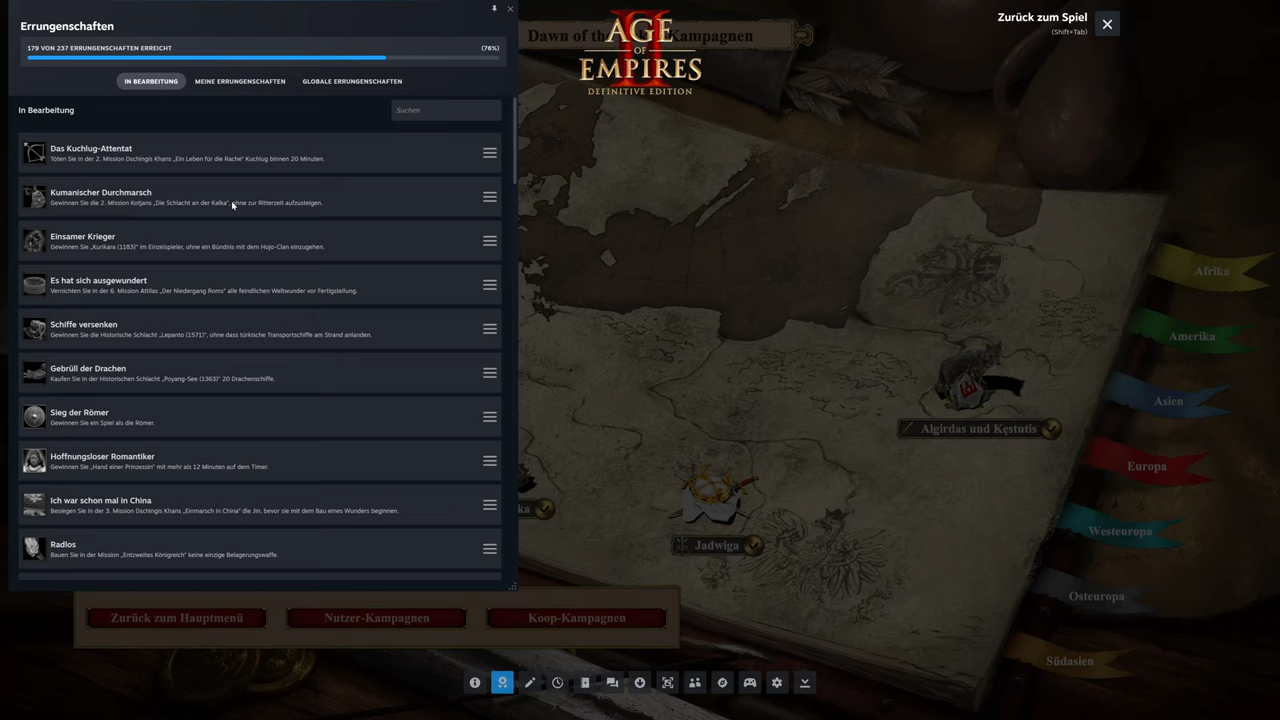 Errungenschaften
179 VON 237 ERRUNGENSCHAFTEN ERREICHT
(76%)
IN BEARBEITUNG
MEINE ERRUNGENSCHAFTEN
GLOBALE ERRUNGENSCHAFTEN
In Bearbeitung
Suchen
Das Kuchlug-Attentat
Töten Sie in der 2. Mission Dschingis Khans „Ein Leben für die Rache“ Kuchlug binnen 20 Minuten.
Kumanischer Durchmarsch
Gewinnen Sie die 2. Mission Kotjans „Die Schlacht an der Kalka“, ohne zur Ritterzeit aufzusteigen.
Einsamer Krieger
Gewinnen Sie „Kurikara (1183)“ im Einzelspieler, ohne ein Bündnis mit dem Hojo-Clan einzugehen.
Es hat sich ausgewundert
Vernichten Sie in der 6. Mission Attilas „Der Niedergang Roms“ alle feindlichen Weltwunder vor Fertigstellung.
Schiffe versenken
Gewinnen Sie die Historische Schlacht „Lepanto (1571)“, ohne dass türkische Transportschiffe am Strand anlanden.
Gebrüll der Drachen
Kaufen Sie in der Historischen Schlacht „Poyang-See (1363)“ 20 Drachenschiffe.
Sieg der Römer
Gewinnen Sie ein Spiel als die Römer.
Hoffnungsloser Romantiker
Gewinnen Sie „Hand einer Prinzessin“ mit mehr als 12 Minuten auf dem Timer.
Ich war schon mal in China
Besiegen Sie in der 3. Mission Dschingis Khans „Einmarsch in China“ die Jin, bevor sie mit dem Bau eines Wunders beginnen.
Radlos
Bauen Sie in der Mission „Entzweites Königreich“ keine einzige Belagerungswaffe.
Dawn of the
Kampagnen
II
AGE
OF
EMPIRES
DEFINITIVE EDITION
Zurück zum Spiel
(Shift+Tab)
Afrika
Amerika
Asien
Algirdas und Kęstutis
Europa
ka
Westeuropa
Jadwiga
Osteuropa
Zurück zum Hauptmenü
Nutzer-Kampagnen
Koop-Kampagnen
Südasien